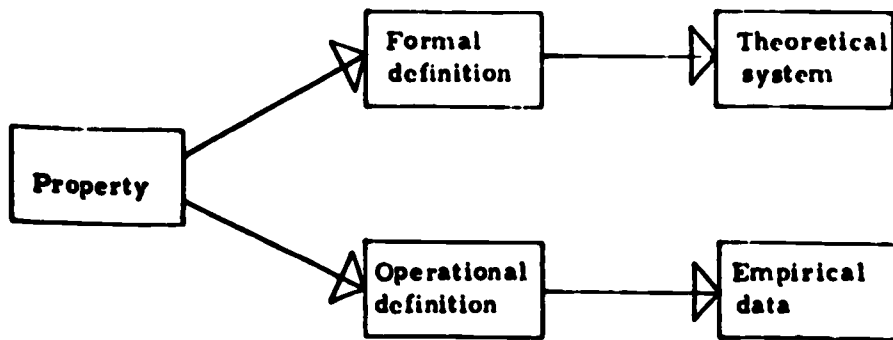 Formal
definition
Theoretical
system
Property
Operational
definition
Empirical
data